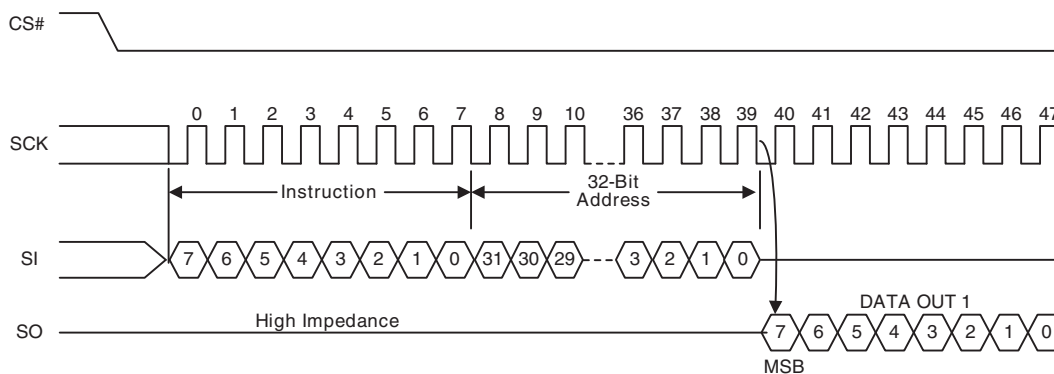 CS#
SCK
0 1 2 3 4 5 6 7 8 9 10 36 37 38 39 40 41 42 43 44 45 46 47
Instruction
32-Bit
Address
SI
7 6 5 4 3 2 1 0 31 30 29 3 2 1 0
SO
High Impedance
DATA OUT 1
7 6 5 4 3 2 1 0
MSB